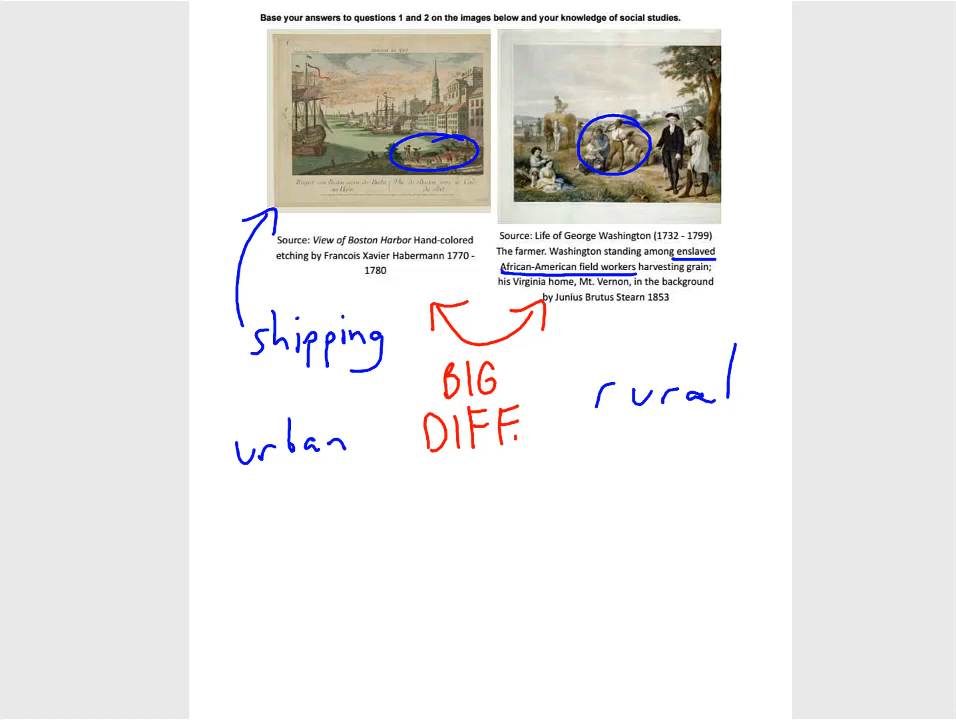 Base your answers to questions 1 and 2 on the images below and your knowledge of social studies.
Source: View of Boston Harbor Hand-colored
etching by Francois Xavier Habermann 1770 -
1780
Source: Life of George Washington (1732 - 1799)
The farmer. Washington standing among enslaved
African-American field workers harvesting grain;
his Virginia home, Mt. Vernon, in the background
by Junius Brutus Stearn 1853
shipping
BIG
DIFF.
rural
urban